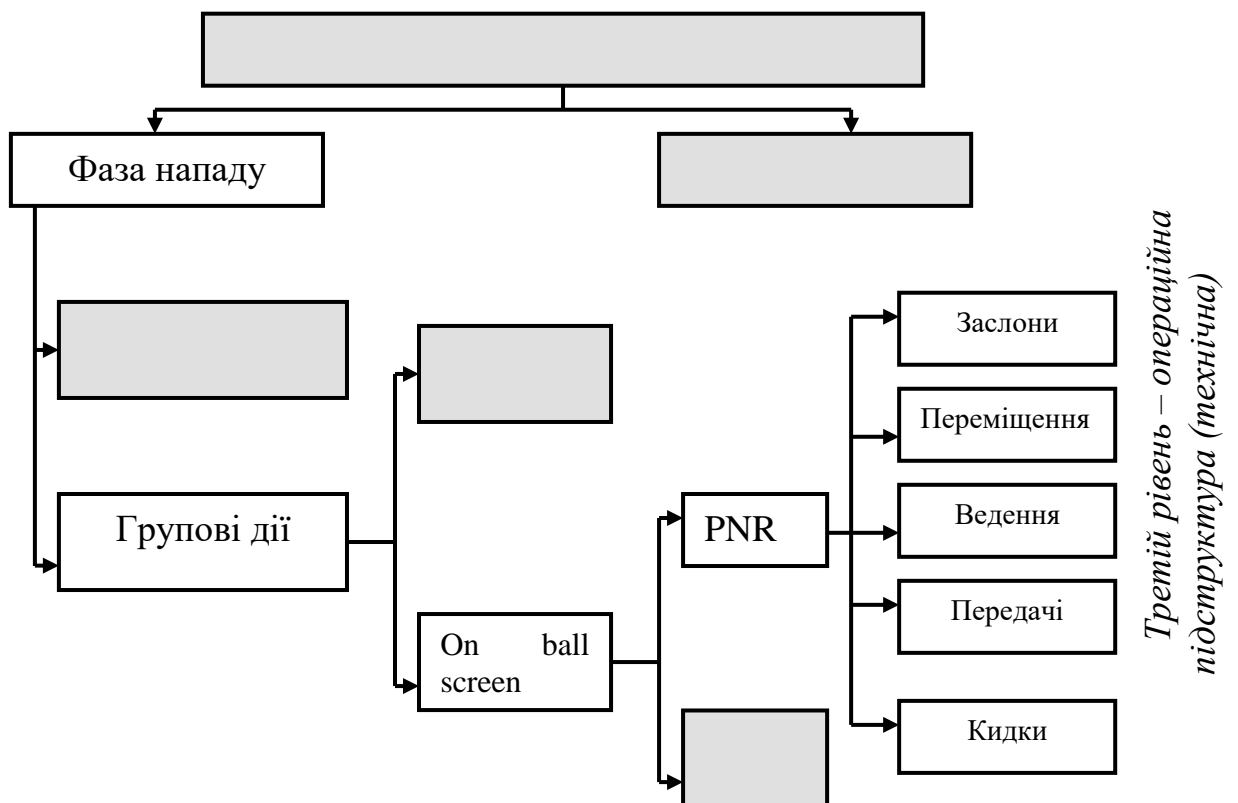 Фаза нападу
Групові дії
On ball
screen
PNR
Заслони
Переміщення
Ведення
Передачі
Кидки
Третій рівень – операційна
підструктура (технічна)